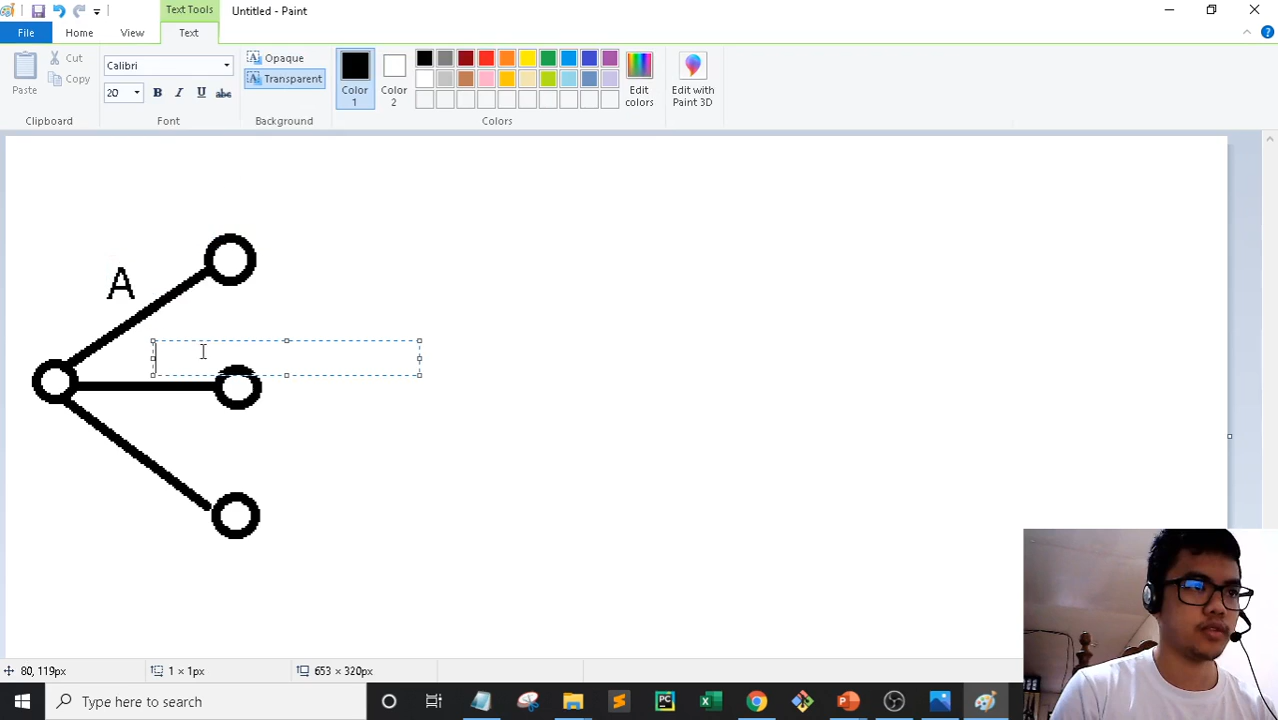 Text Tools
Untitled - Paint
File
Home
View
Text
Paste
Cut
Copy
Clipboard
Calibri
20
B I U abc
Font
A Opaque
A Transparent
Background
Color 1
Color 2
Edit colors
Colors
Edit with Paint 3D
A
80, 119px
1 × 1px
653 × 320px
Type here to search